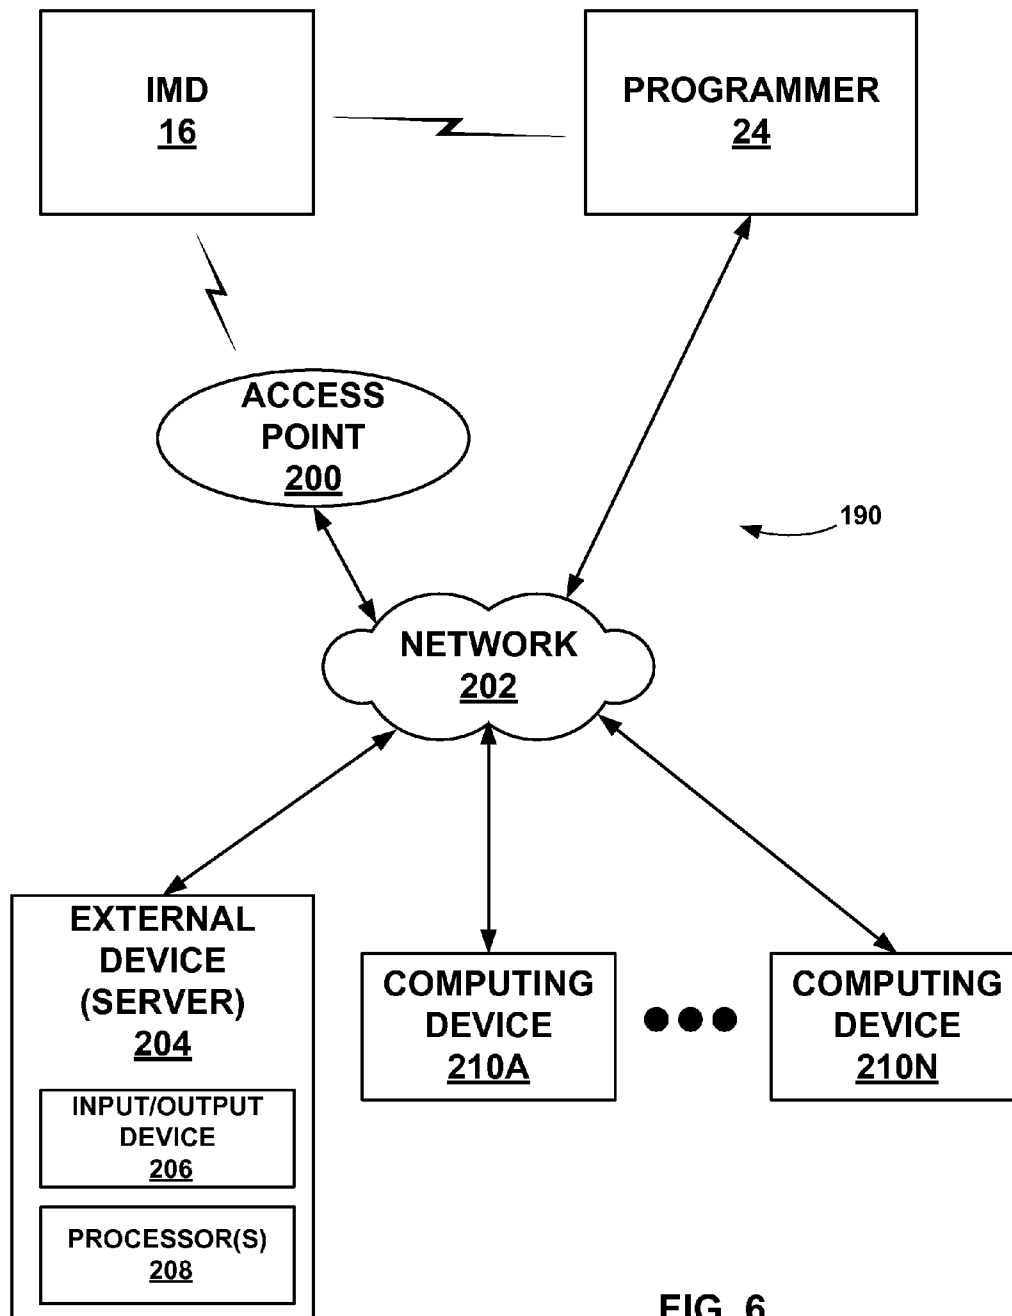 IMD
16
PROGRAMMER
24
ACCESS
POINT
200
190
NETWORK
202
EXTERNAL
DEVICE
(SERVER)
204
INPUT/OUTPUT
DEVICE
206
PROCESSOR(S)
208
COMPUTING
DEVICE
210A
COMPUTING
DEVICE
210N
FIG. 6